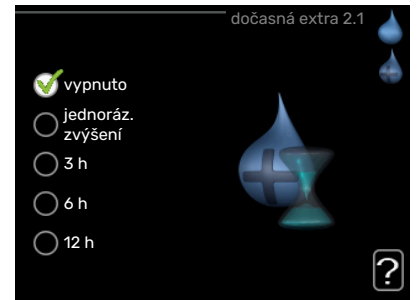 dočasná extra 2.1
vypnuto
jednoráz.
zvýšení
3 h
6 h
12 h
?